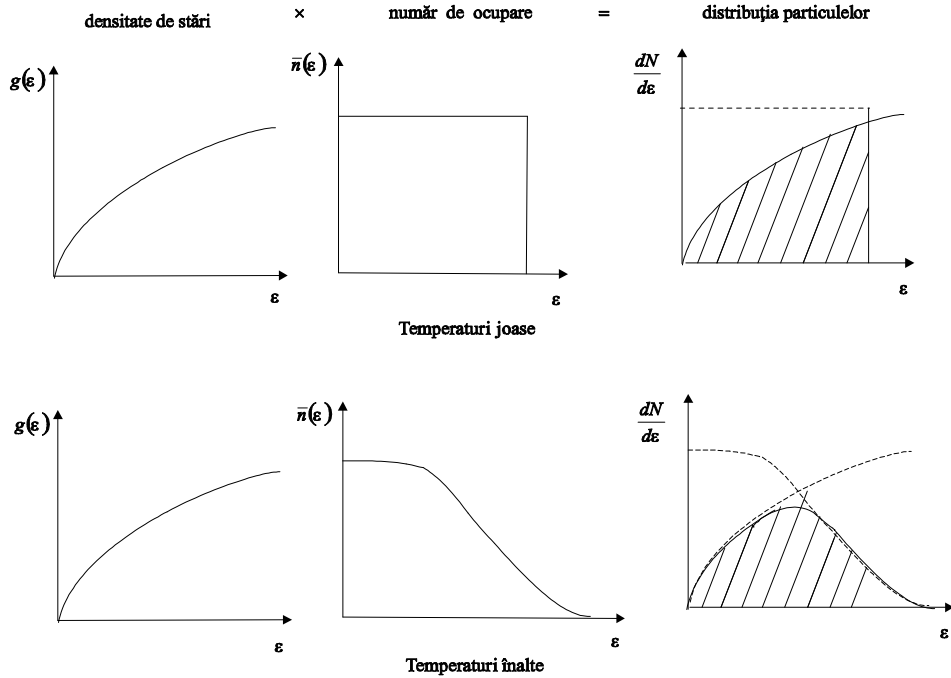 densitate de stări × număr de ocupare = distribuția particulelor
g(ε)
n̅(ε)
dN
dε
ε
ε
ε
Temperaturi joase
g(ε)
n̅(ε)
dN
dε
ε
ε
ε
Temperaturi înalte